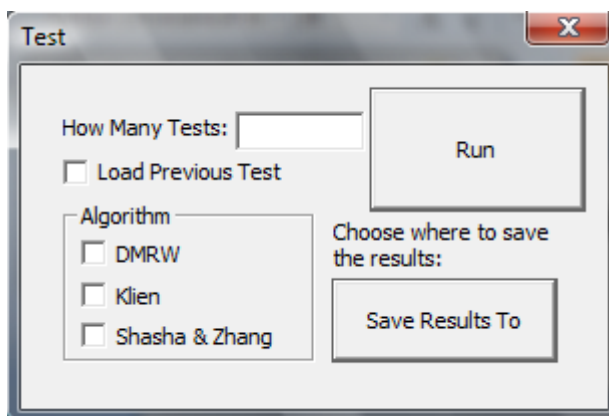 Test
X
How Many Tests:
Run
Load Previous Test
Algorithm
DMRW
Klien
Shasha & Zhang
Choose where to save
the results:
Save Results To